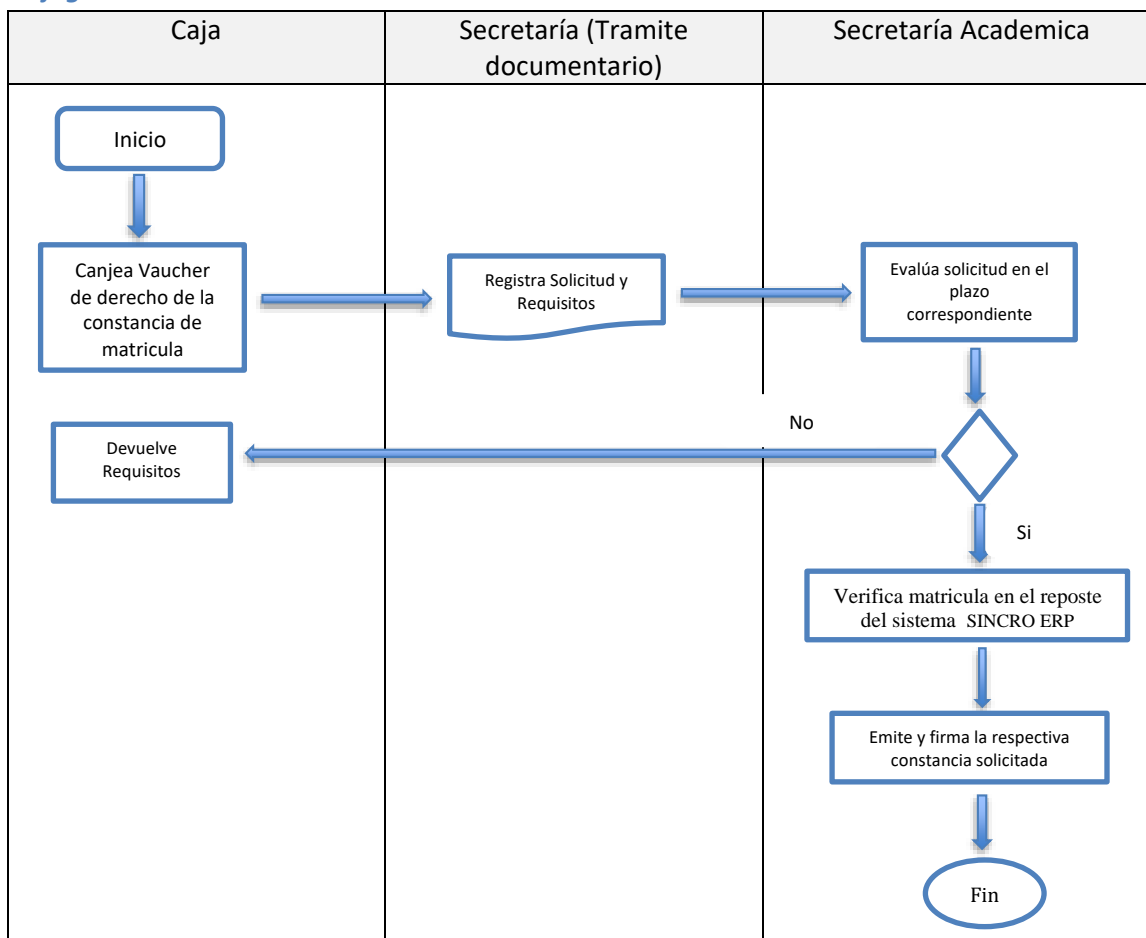 Caja
Secretaría (Tramite
documentario)
Secretaría Academica
Inicio
Canjea Vaucher
de derecho de la
constancia de
matricula
Registra Solicitud y
Requisitos
Evalúa solicitud en el
plazo
correspondiente
No
Devuelve
Requisitos
Si
Verifica matricula en el reposte
del sistema SINCRO ERP
Emite y firma la respectiva
constancia solicitada
Fin